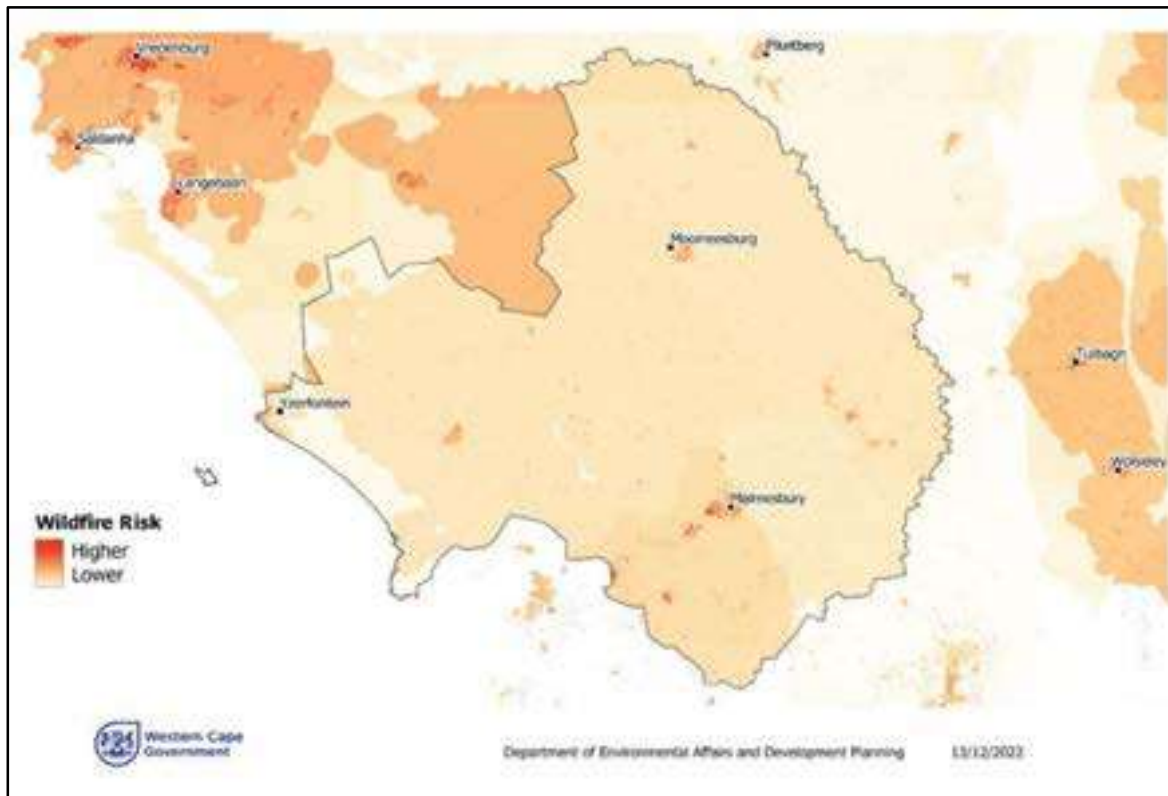 Vredenburg
Piketberg
Saldanha
Langebaan
Moorreesburg
Tulbagh
Yzerfontein
Wolseley
Malmesbury
Wildfire Risk
Higher
Lower
Western Cape
Government
Department of Environmental Affairs and Development Planning 13/12/2022